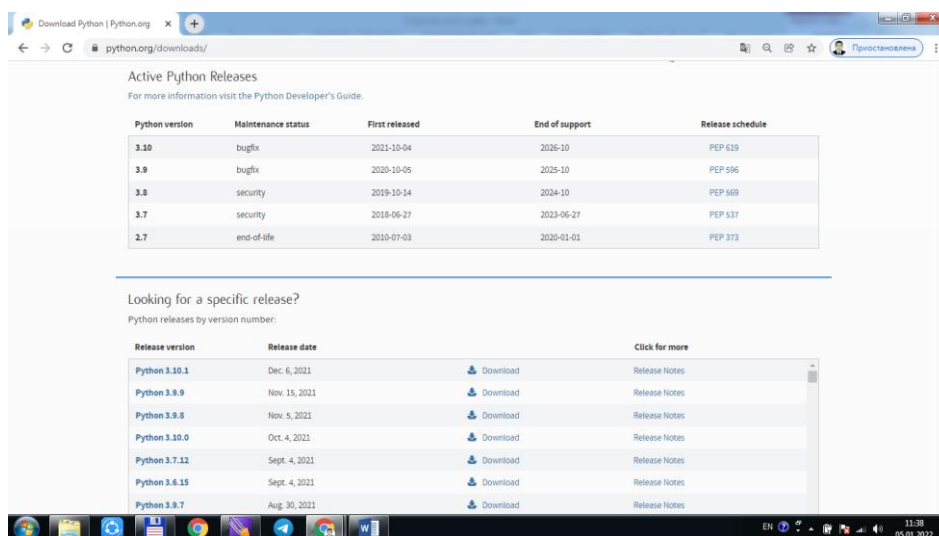 Download Python | Python.org
python.org/downloads/
Приостановлена
Active Python Releases
For more information visit the Python Developer's Guide.
Python version Maintenance status First released End of support Release schedule
3.10 bugfix 2021-10-04 2026-10 PEP 619
3.9 bugfix 2020-10-05 2025-10 PEP 596
3.8 security 2019-10-14 2024-10 PEP 569
3.7 security 2018-06-27 2023-06-27 PEP 537
2.7 end-of-life 2010-07-03 2020-01-01 PEP 373
Looking for a specific release?
Python releases by version number:
Release version Release date Click for more
Python 3.10.1 Dec. 6, 2021 Download Release Notes
Python 3.9.9 Nov. 15, 2021 Download Release Notes
Python 3.9.8 Nov. 5, 2021 Download Release Notes
Python 3.10.0 Oct. 4, 2021 Download Release Notes
Python 3.7.12 Sept. 4, 2021 Download Release Notes
Python 3.6.15 Sept. 4, 2021 Download Release Notes
Python 3.9.7 Aug. 30, 2021 Download Release Notes
EN 11:38
05.01.2022